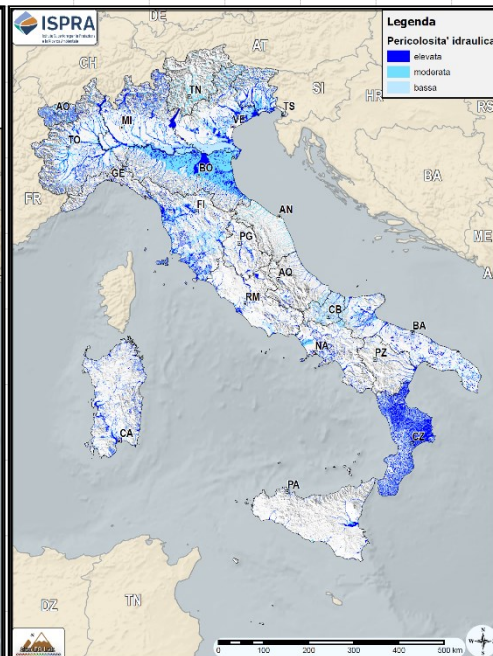 ISPRA
Legenda
Pericolosita' idraulica
elevata
moderata
bassa
DE
CH
AT
SI
HR
RS
BA
ME
FR
DZ
TN
AO
TN
MI
TO
VE
TS
GE
BO
FI
AN
PG
AQ
RM
CB
BA
NA
PZ
CA
CZ
PA
0 100 200 300 400 500 km